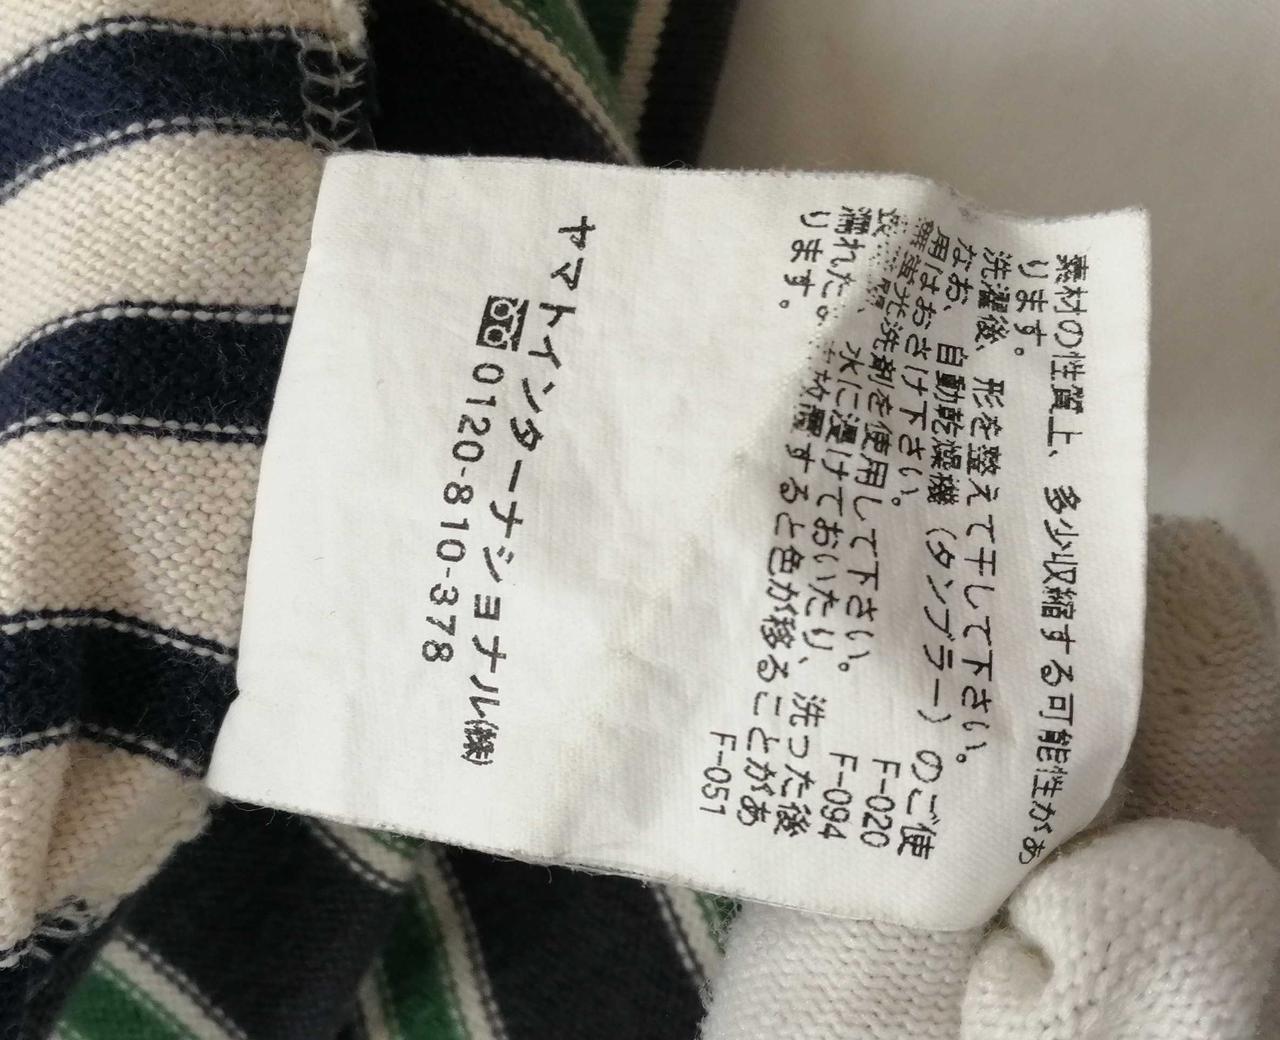 素材の性質上、多少収縮する可能性があ
ります。
洗濯後、形を整えて干して下さい。
なお、自動乾燥機(タンブラー)のご使
用はおさけ下さい。 F-020
無蛍光洗剤を使用して下さい。 F-094
水に浸けておいたり、洗った後
濡れた 放置すると色が移ることがあ
ります。 F-051
ヤマトインターナショナル(株)
0120-810-378